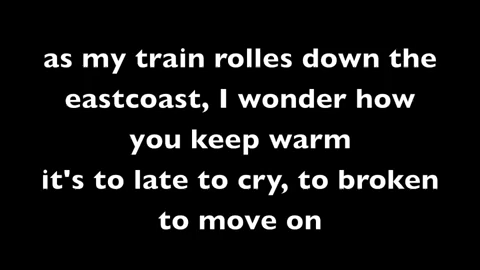 as my train rolles down the
eastcoast, I wonder how
you keep warm
it's to late to cry, to broken
to move on